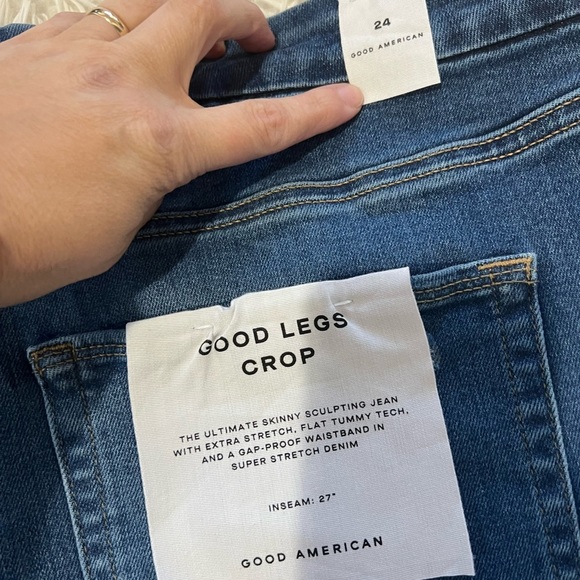 24
GOOD AMERICAN
GOOD LEGS
CROP
THE ULTIMATE SKINNY SCULPTING JEAN
WITH EXTRA STRETCH, FLAT TUMMY TECH,
AND A GAP-PROOF WAISTBAND IN
SUPER STRETCH DENIM
INSEAM: 27"
GOOD AMERICAN